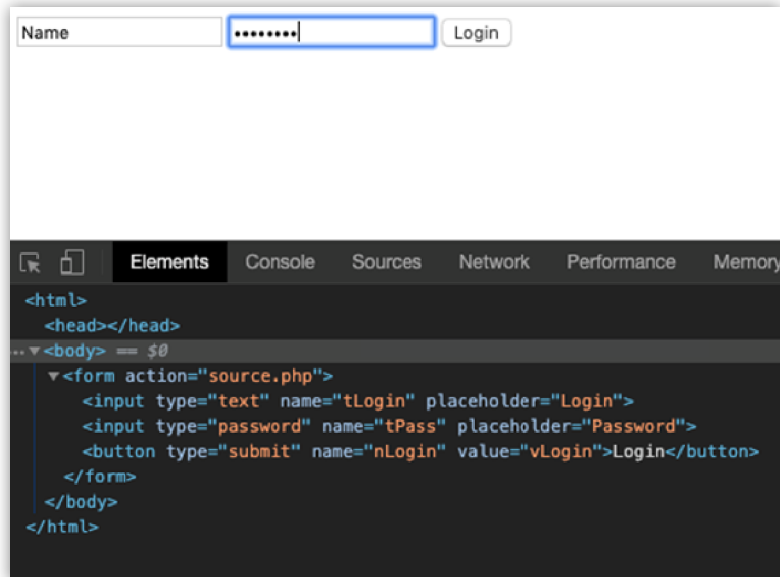 Name •••••••• Login
Elements Console Sources Network Performance Memory
<html>
<head></head>
... ▼<body> == $0
▼<form action="source.php">
<input type="text" name="tLogin" placeholder="Login">
<input type="password" name="tPass" placeholder="Password">
<button type="submit" name="nLogin" value="vLogin">Login</button>
</form>
</body>
</html>